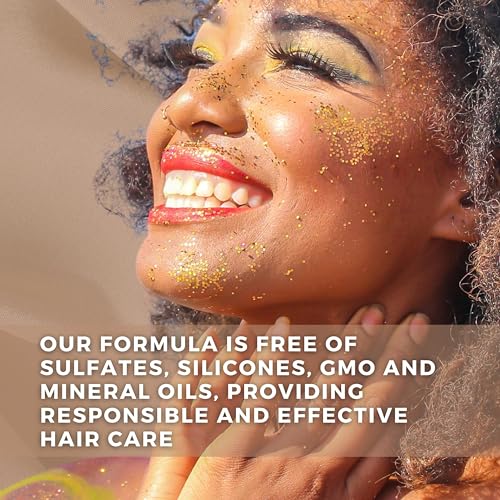 OUR FORMULA IS FREE OF
SULFATES, SILICONES, GMO AND
MINERAL OILS, PROVIDING
RESPONSIBLE AND EFFECTIVE
HAIR CARE